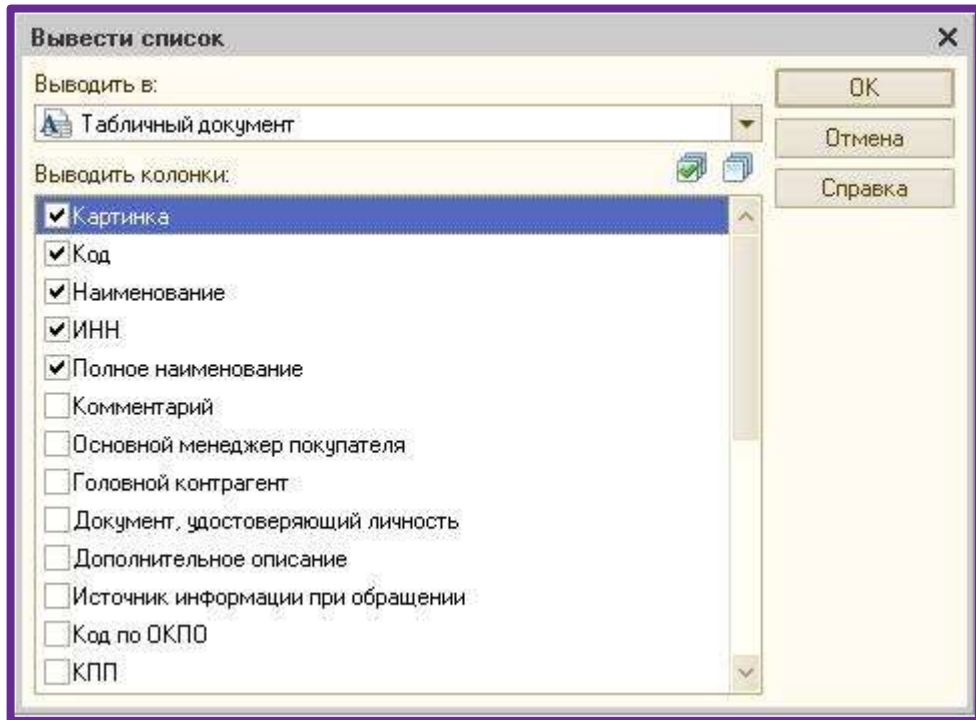 Вывести список
Выводить в:
OK
Табличный документ
Отмена
Выводить колонки:
Справка
Картинка
Код
Наименование
ИНН
Полное наименование
Комментарий
Основной менеджер покупателя
Головной контрагент
Документ, удостоверяющий личность
Дополнительное описание
Источник информации при обращении
Код по ОКПО
КПП